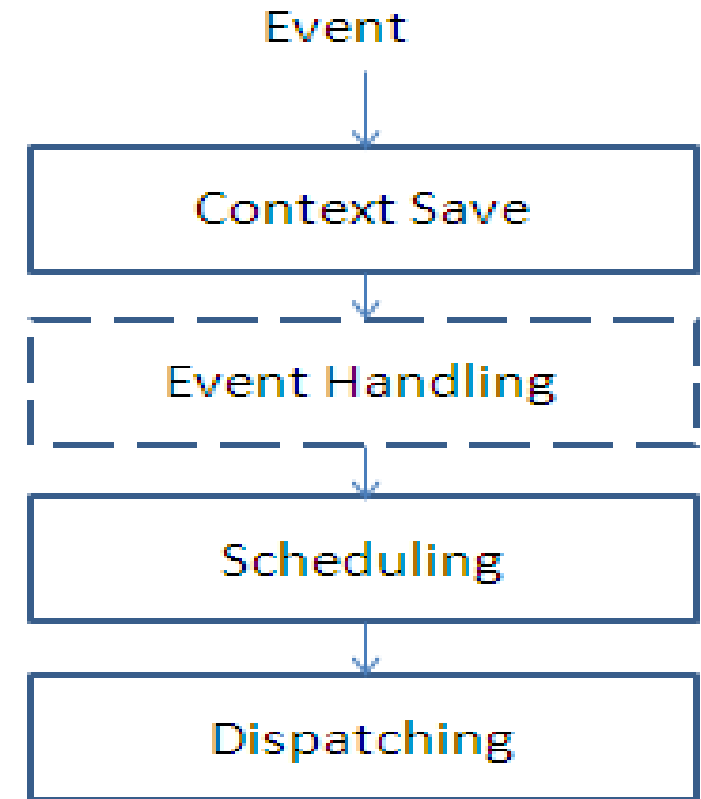 Event
Context Save
Event Handling
Scheduling
Dispatching